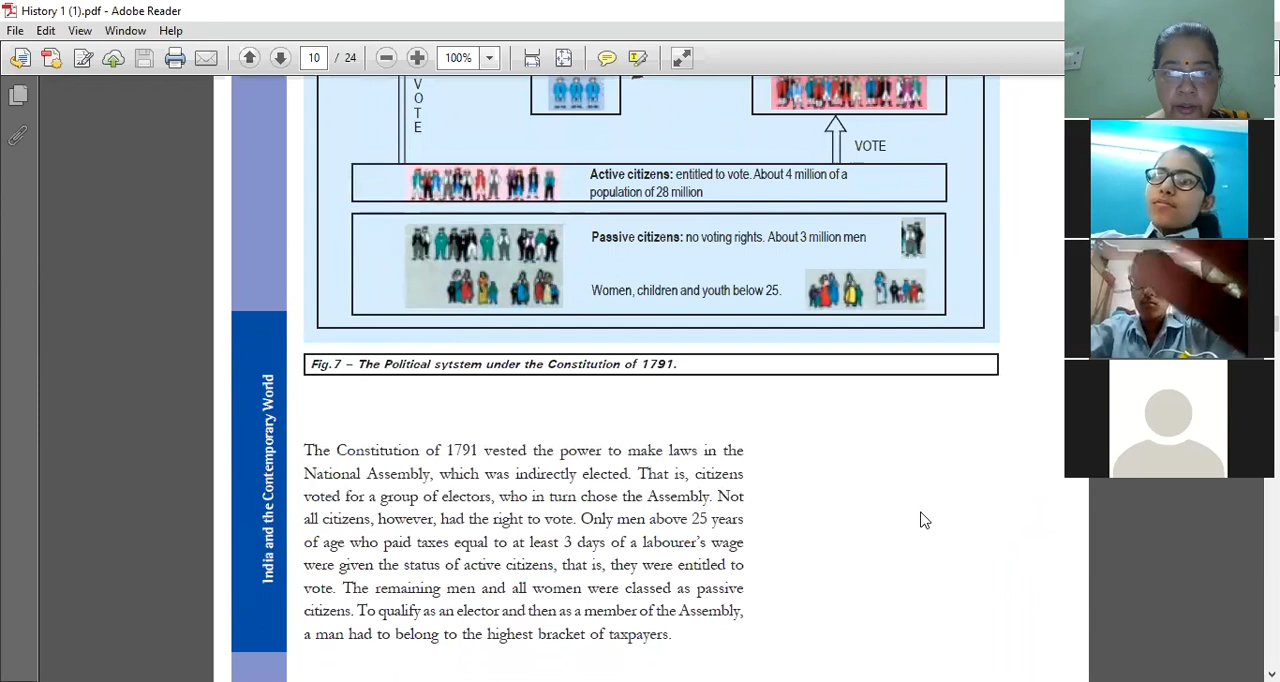 History 1 (1).pdf - Adobe Reader
File Edit View Window Help
10 / 24 100%
VOTE
VOTE
Active citizens: entitled to vote. About 4 million of a
population of 28 million
Passive citizens: no voting rights. About 3 million men
Women, children and youth below 25.
Fig.7 – The Political sytstem under the Constitution of 1791.
India and the Contemporary World
The Constitution of 1791 vested the power to make laws in the
National Assembly, which was indirectly elected. That is, citizens
voted for a group of electors, who in turn chose the Assembly. Not
all citizens, however, had the right to vote. Only men above 25 years
of age who paid taxes equal to at least 3 days of a labourer’s wage
were given the status of active citizens, that is, they were entitled to
vote. The remaining men and all women were classed as passive
citizens. To qualify as an elector and then as a member of the Assembly,
a man had to belong to the highest bracket of taxpayers.